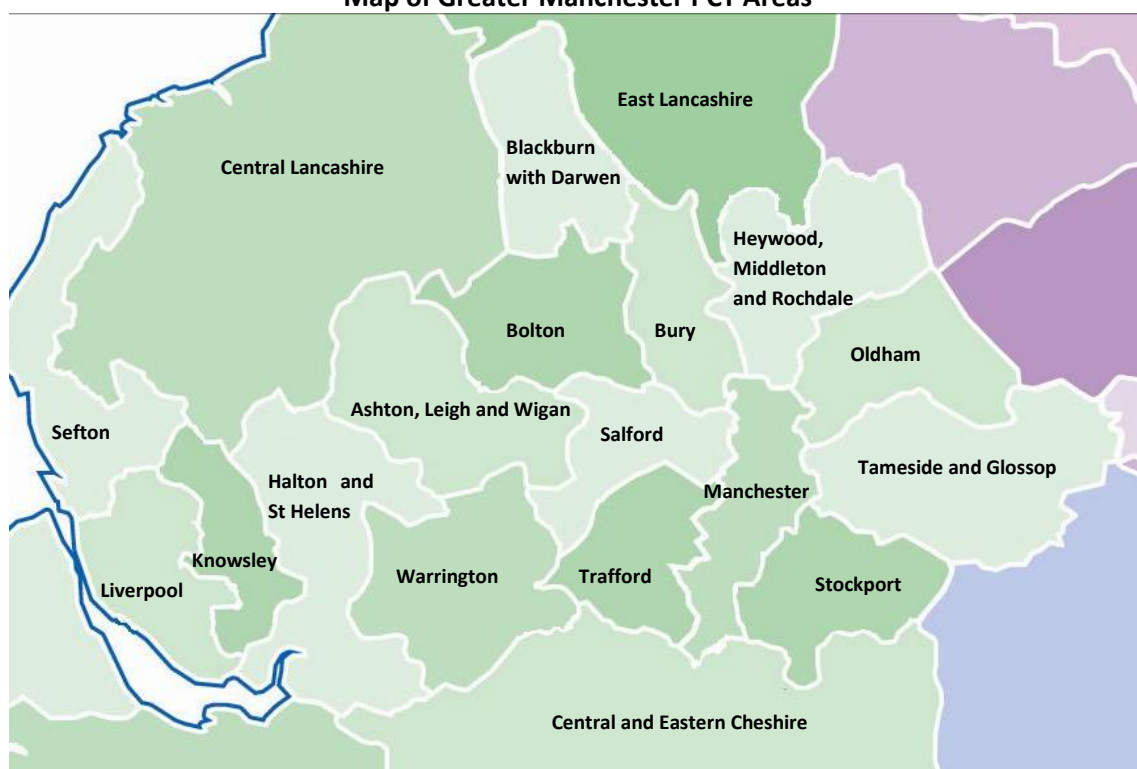 Map of Greater Manchester PCT Areas
East Lancashire
Blackburn
with Darwen
Central Lancashire
Heywood,
Middleton
and Rochdale
Bolton
Bury
Oldham
Ashton, Leigh and Wigan
Sefton
Salford
Tameside and Glossop
Halton and
St Helens
Manchester
Knowsley
Warrington
Trafford
Stockport
Liverpool
Central and Eastern Cheshire